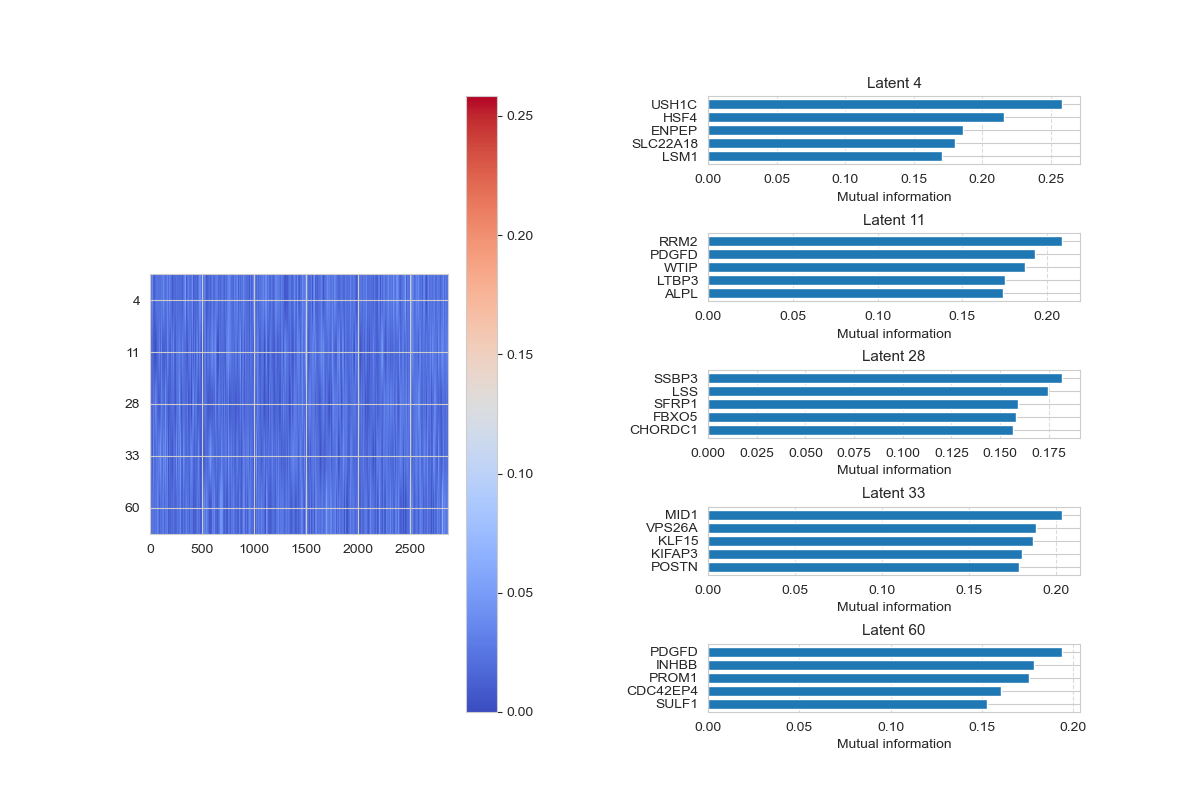 4
11
28
33
60
0 500 1000 1500 2000 2500
0.25
0.20
0.15
0.10
0.05
0.00
Latent 4
USH1C
HSF4
ENPEP
SLC22A18
LSM1
0.00 0.05 0.10 0.15 0.20 0.25
Mutual information
Latent 11
RRM2
PDGFD
WTIP
LTBP3
ALPL
0.00 0.05 0.10 0.15 0.20
Mutual information
Latent 28
SSBP3
LSS
SFRP1
FBXO5
CHORDC1
0.000 0.025 0.050 0.075 0.100 0.125 0.150 0.175
Mutual information
Latent 33
MID1
VPS26A
KLF15
KIFAP3
POSTN
0.00 0.05 0.10 0.15 0.20
Mutual information
Latent 60
PDGFD
INHBB
PROM1
CDC42EP4
SULF1
0.00 0.05 0.10 0.15 0.20
Mutual information